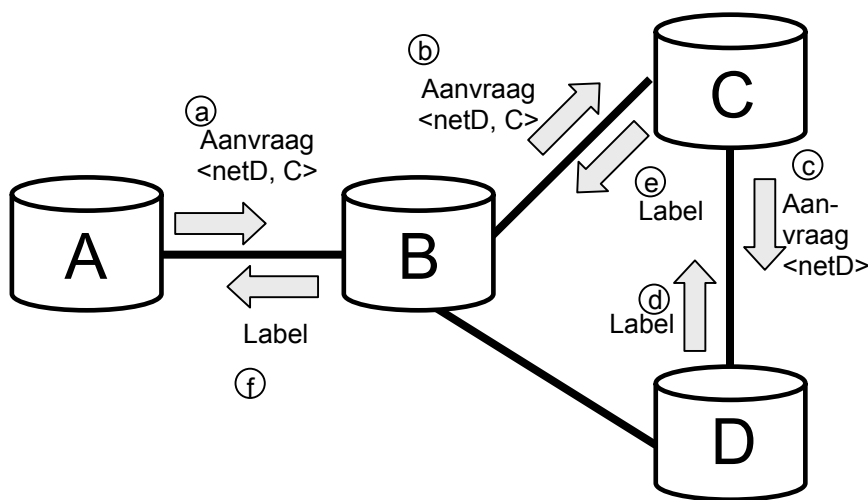 b
Aanvraag
<netD, C>
C
a
Aanvraag
<netD, C>
c
Aan-
vraag
<netD>
e
Label
A
B
d
Label
Label
f
D